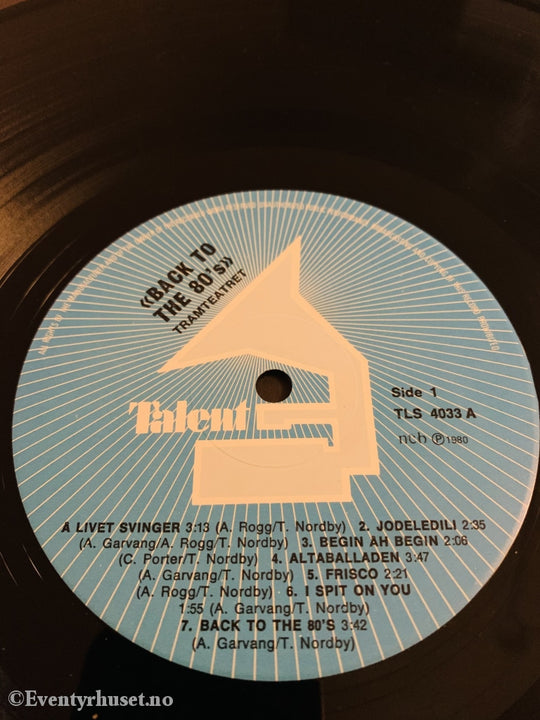 «BACK TO
THE 80'S»
TRAMTEATRET
Talent
Side 1
TLS 4033 A
ncb Ⓟ1980
A LIVET SVINGER 3:13 (A. Rogg/T. Nordby) 2. JODELEDILI 2:35
(A. Garvang/A. Rogg/T. Nordby) 3. BEGIN AH BEGIN 2:06
(C. Porter/T. Nordby) 4. ALTABALLADEN 3:47
(A. Garvang/T. Nordby) 5. FRISCO 2:21
(A. Rogg/T. Nordby) 6. I SPIT ON YOU
1:55 (A. Garvang/T. Nordby)
7. BACK TO THE 80'S 3:42
(A. Garvang/T. Nordby)
©Eventyrhuset.no